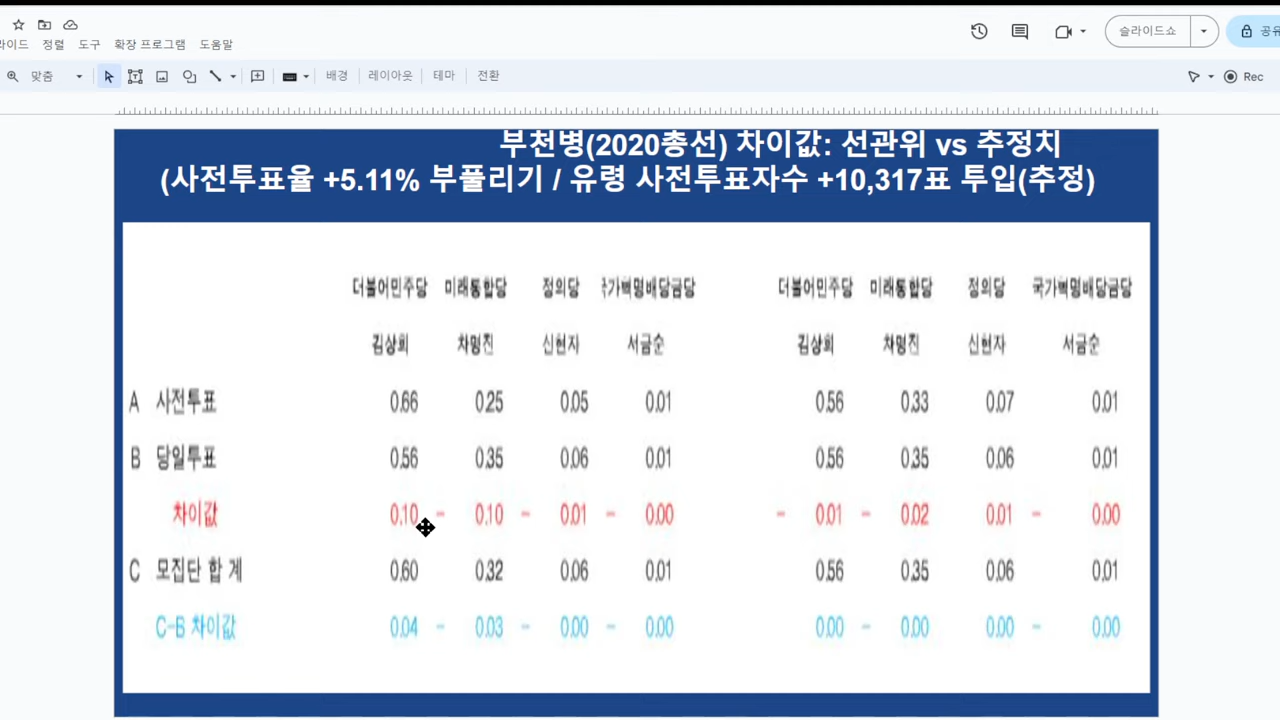 라이드 정렬 도구 확장 프로그램 도움말
슬라이드쇼
공유
맞춤
배경 레이아웃 테마 전환
Rec
부천병(2020총선) 차이값: 선관위 vs 추정치
(사전투표율 +5.11% 부풀리기 / 유령 사전투표자수 +10,317표 투입(추정)
더불어민주당 미래통합당 정의당 국가혁명배당금당 더불어민주당 미래통합당 정의당 국가혁명배당금당
김상희 차명진 신현자 서금순 김상희 차명진 신현자 서금순
A 사전투표 0.66 0.25 0.05 0.01 0.56 0.33 0.07 0.01
B 당일투표 0.56 0.35 0.06 0.01 0.56 0.35 0.06 0.01
차이값 0.10 - 0.10 - 0.01 - 0.00 - 0.01 - 0.02 0.01 - 0.00
C 모집단 합 계 0.60 0.32 0.06 0.01 0.56 0.35 0.06 0.01
C-B 차이값 0.04 - 0.03 - 0.00 - 0.00 0.00 - 0.00 0.00 - 0.00